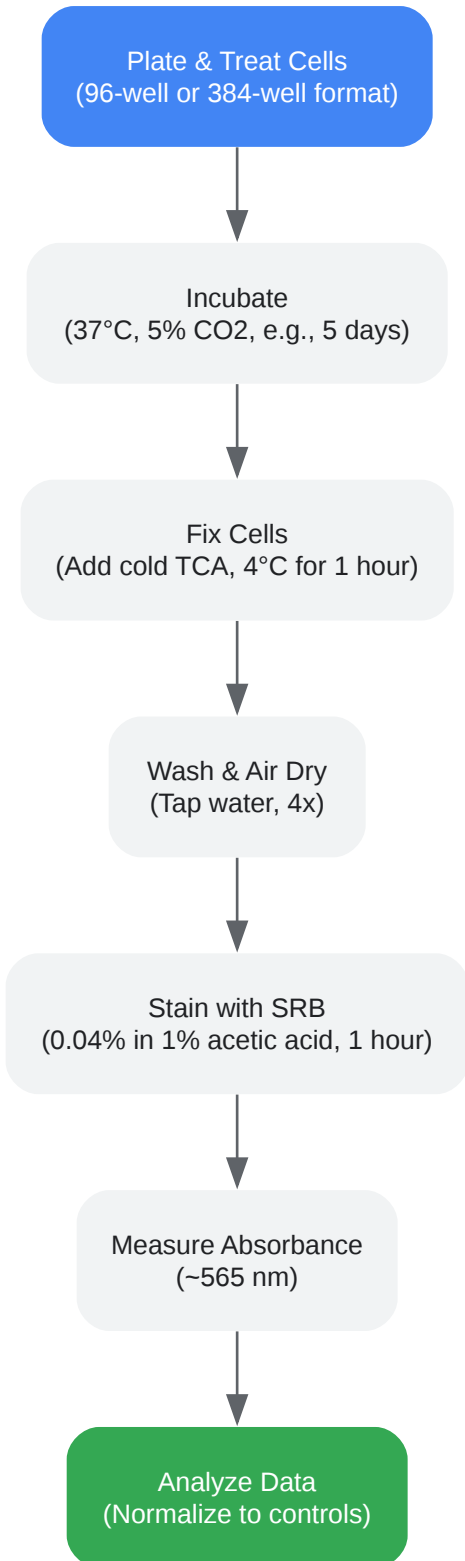 Plate & Treat Cells
(96-well or 384-well format)
Incubate
(37°C, 5% CO2, e.g., 5 days)
Fix Cells
(Add cold TCA, 4°C for 1 hour)
Wash & Air Dry
(Tap water, 4x)
Stain with SRB
(0.04% in 1% acetic acid, 1 hour)
Measure Absorbance
(~565 nm)
Analyze Data
(Normalize to controls)